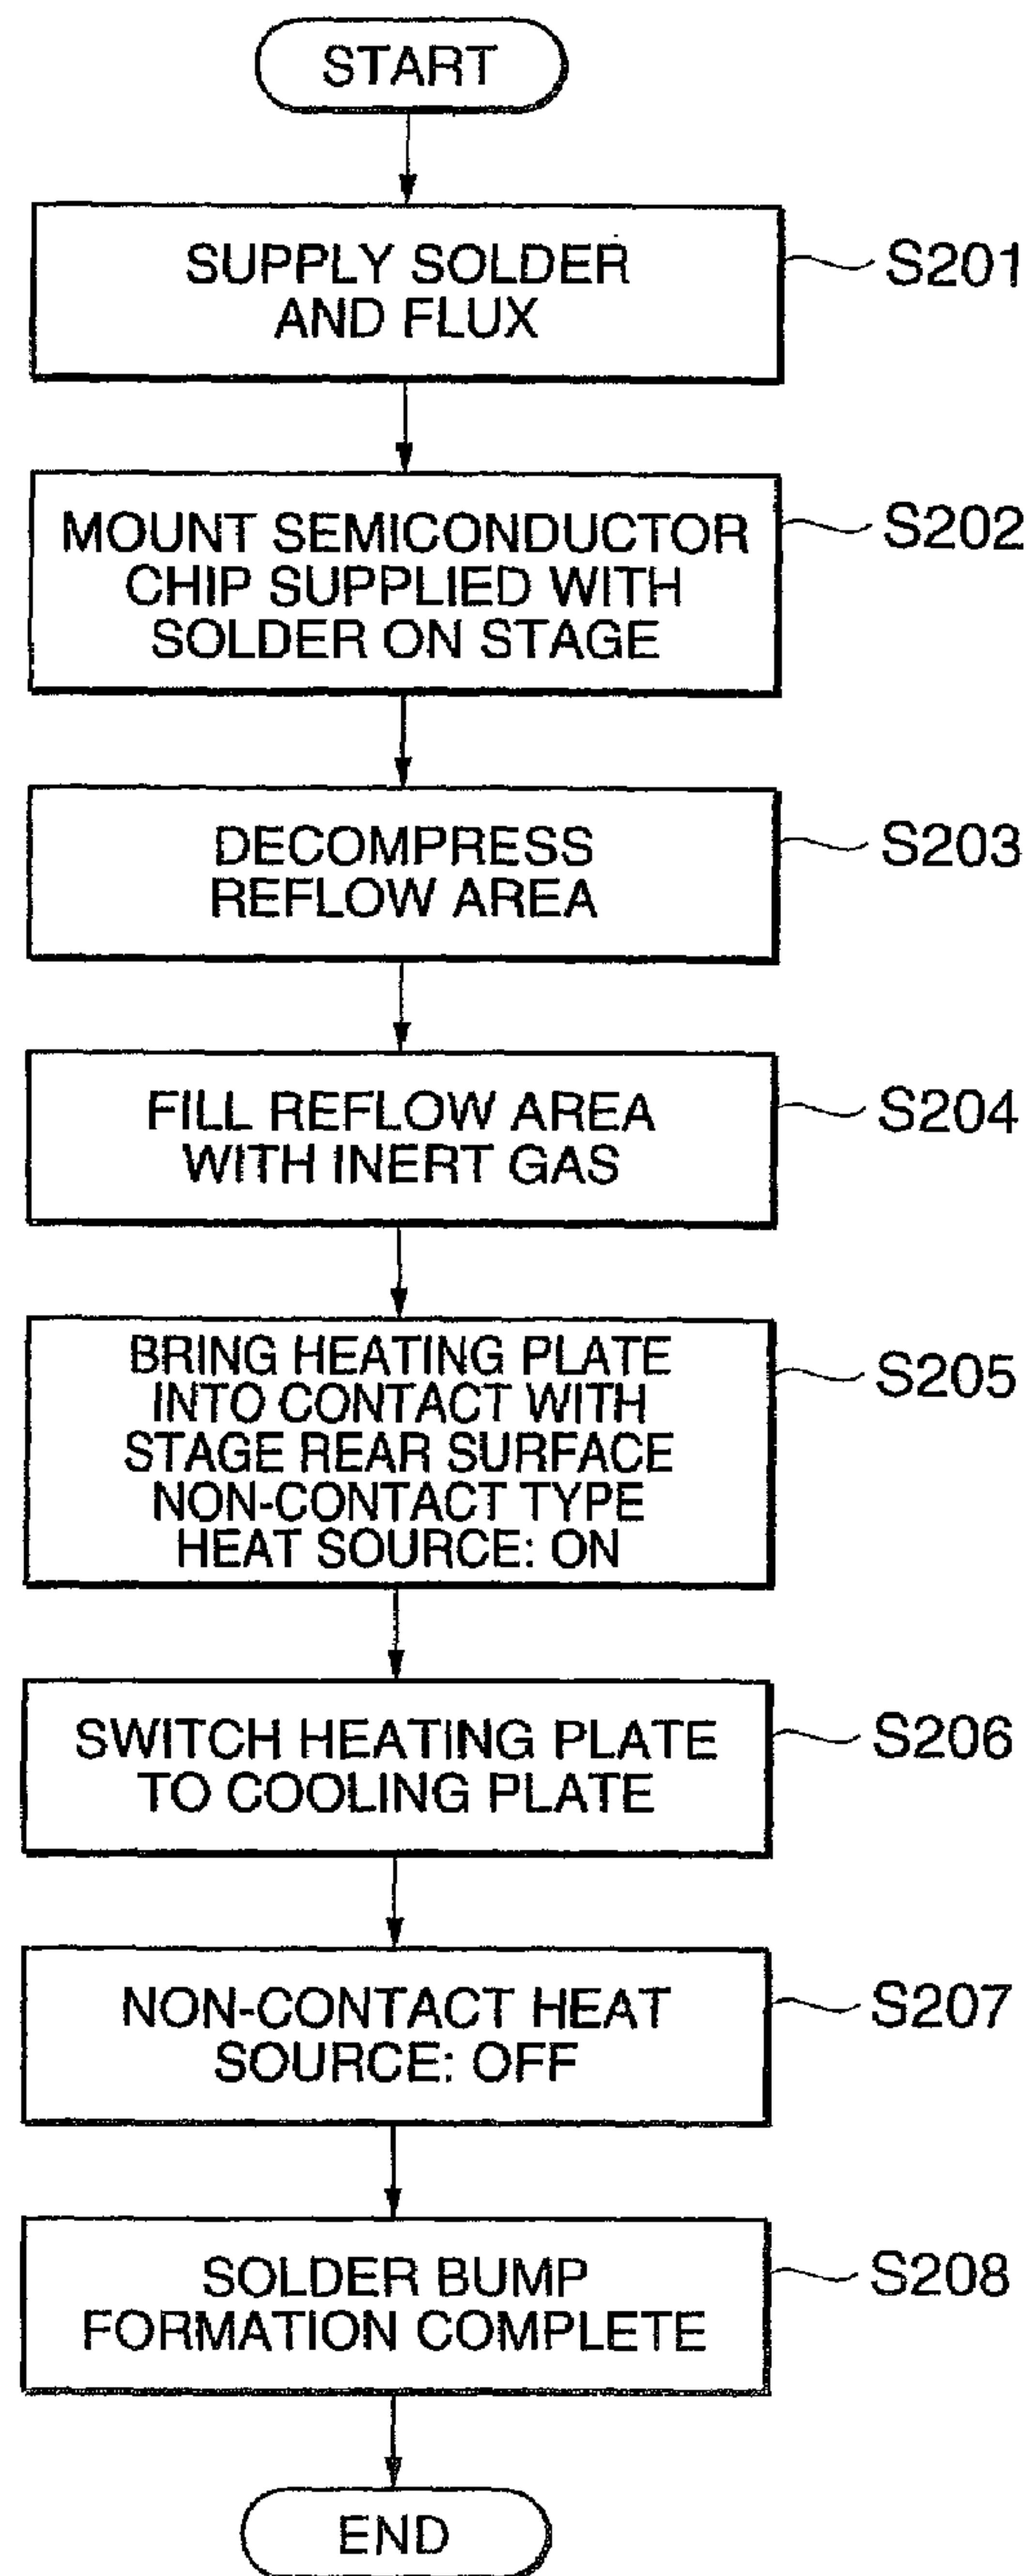 START
SUPPLY SOLDER
AND FLUX
S201
MOUNT SEMICONDUCTOR
CHIP SUPPLIED WITH
SOLDER ON STAGE
S202
DECOMPRESS
REFLOW AREA
S203
FILL REFLOW AREA
WITH INERT GAS
S204
BRING HEATING PLATE
INTO CONTACT WITH
STAGE REAR SURFACE
NON-CONTACT TYPE
HEAT SOURCE: ON
S205
SWITCH HEATING PLATE
TO COOLING PLATE
S206
NON-CONTACT HEAT
SOURCE: OFF
S207
SOLDER BUMP
FORMATION COMPLETE
S208
END